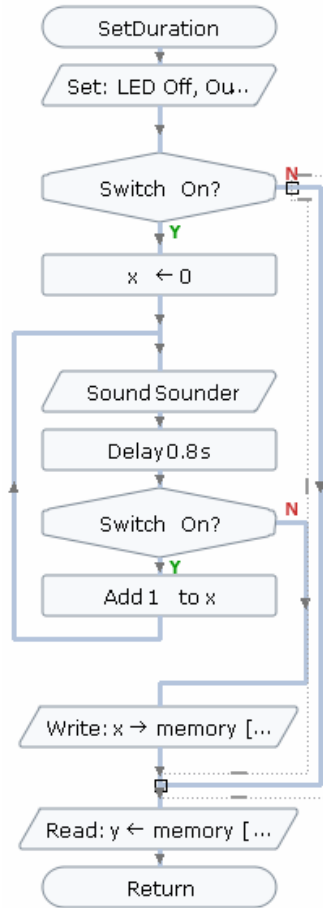 SetDuration
Set: LED Off, Ou...
Switch On?
N
Y
x ← 0
Sound Sounder
Delay 0.8s
Switch On?
N
Y
Add 1 to x
Write: x → memory [...
Read: y ← memory [...
Return